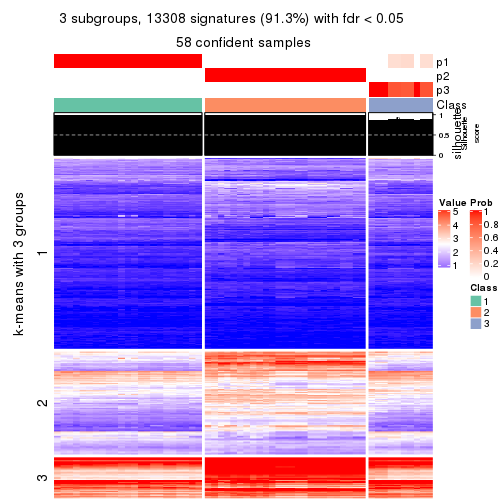 3 subgroups, 13308 signatures (91.3%) with fdr < 0.05
58 confident samples
p1
p2
p3
Class
1
0.5
0
silhouette
Silhouette
score
k-means with 3 groups
1
2
3
Value
5
4
3
2
1
Prob
1
0.8
0.6
0.4
0.2
0
Class
1
2
3